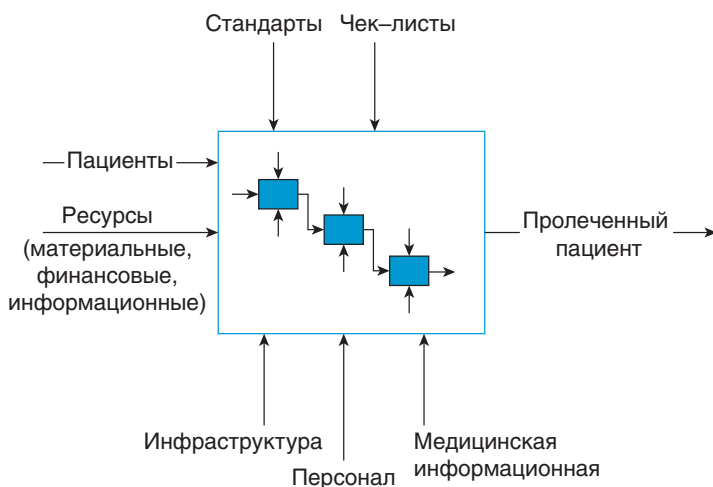 Стандарты
Чек–листы
Пациенты
Ресурсы
(материальные,
финансовые,
информационные)
Пролеченный
пациент
Инфраструктура
Персонал
Медицинская
информационная